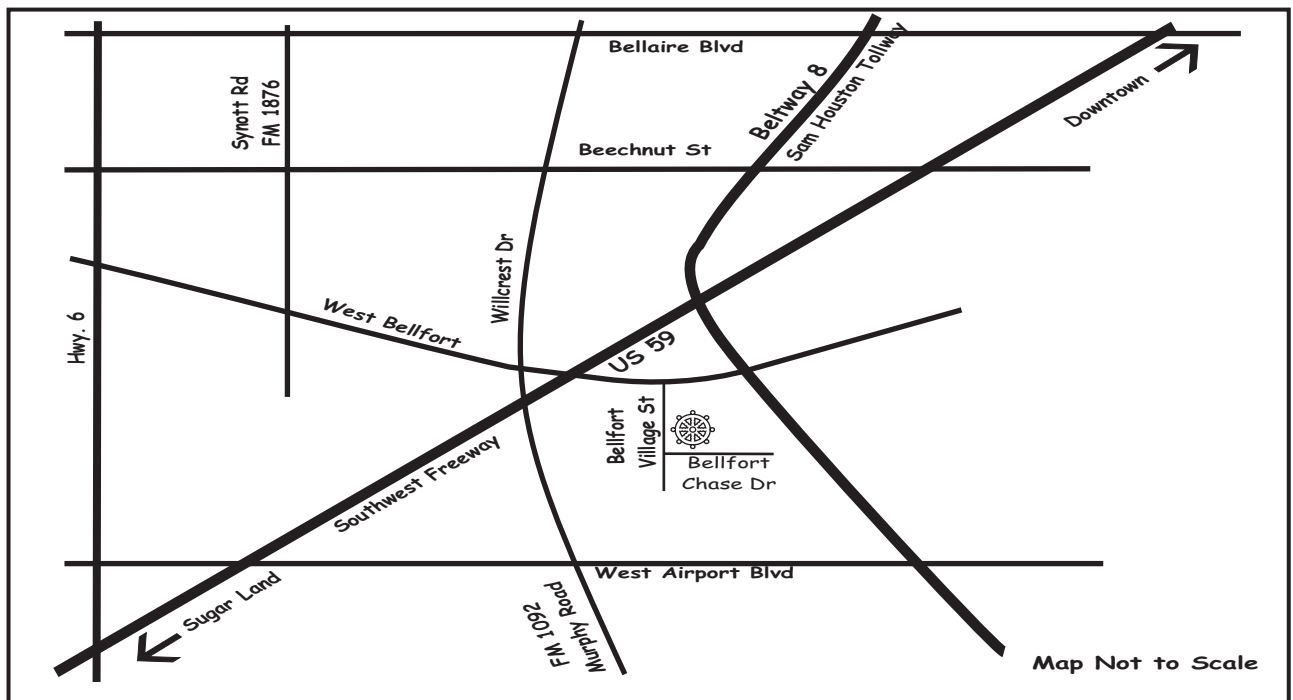 Bellaire Blvd
Synott Rd
FM 1876
Beltway 8
Sam Houston Tollway
Downtown
Beechnut St
Willcrest Dr
West Bellfort
Hwy. 6
US 59
Bellfort
Village St
Bellfort
Chase Dr
Southwest Freeway
West Airport Blvd
Sugar Land
FM 1092
Murphy Road
Map Not to Scale